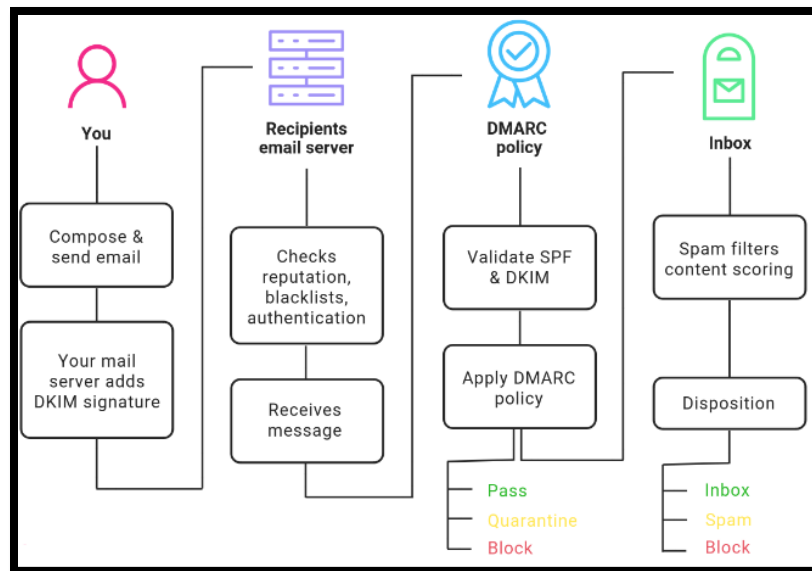 You
Compose &
send email
Your mail
server adds
DKIM signature
Recipients
email server
Checks
reputation,
blacklists,
authentication
Receives
message
DMARC
policy
Validate SPF
& DKIM
Apply DMARC
policy
Pass
Quarantine
Block
Inbox
Spam filters
content scoring
Disposition
Inbox
Spam
Block